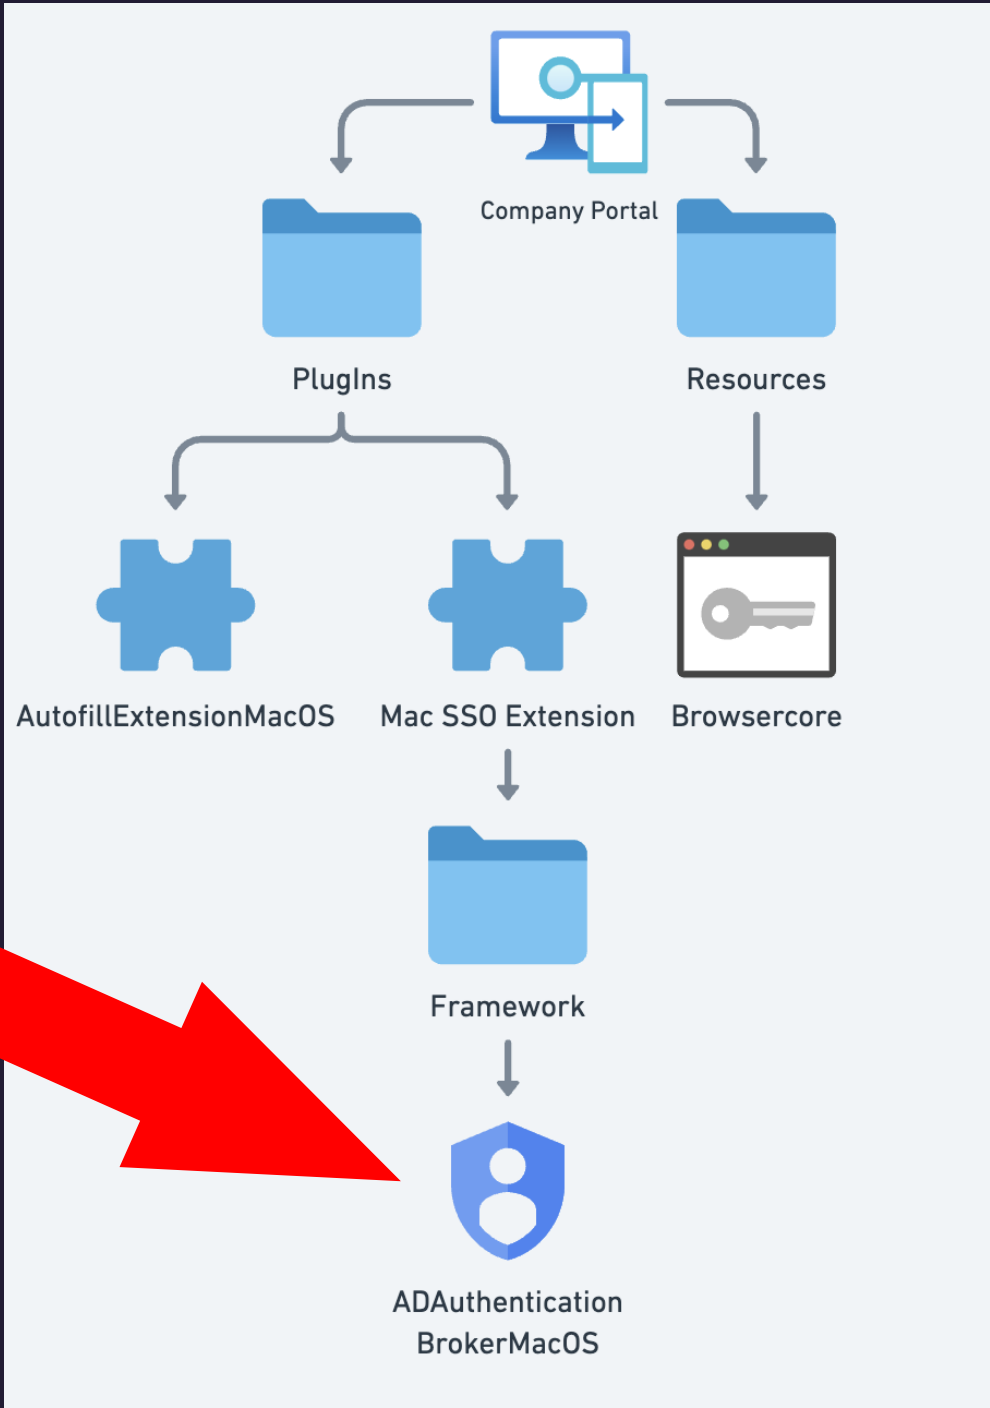 Company Portal
PlugIns
Resources
AutofillExtensionMacOS
Mac SSO Extension
Browsercore
Framework
ADAuthentication
BrokerMacOS